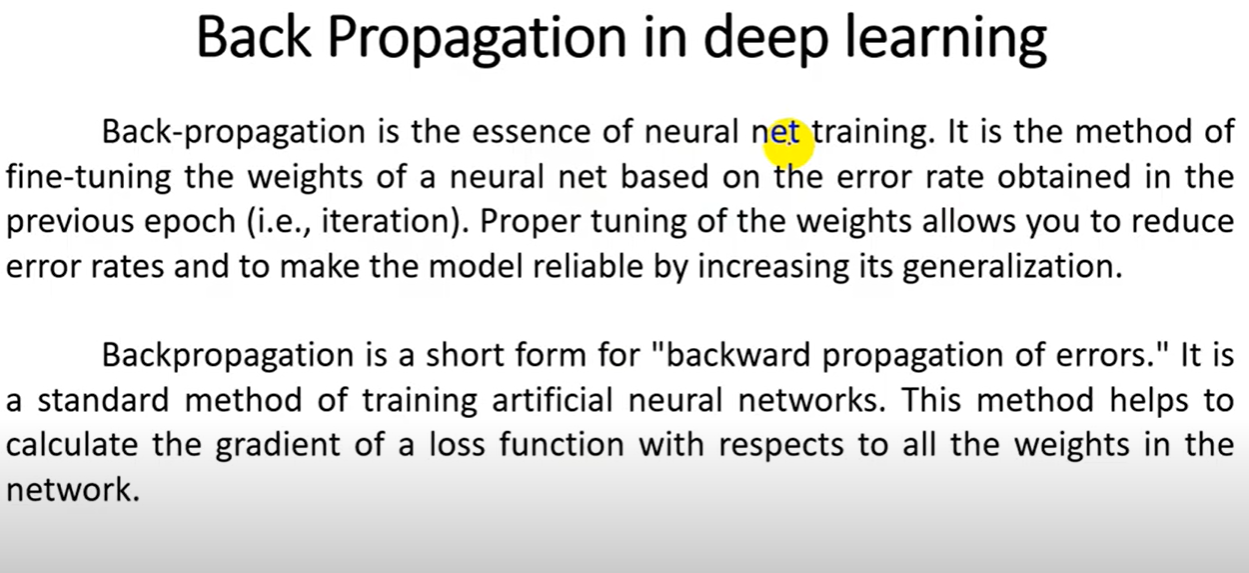 Back Propagation in deep learning
Back-propagation is the essence of neural net training. It is the method of
fine-tuning the weights of a neural net based on the error rate obtained in the
previous epoch (i.e., iteration). Proper tuning of the weights allows you to reduce
error rates and to make the model reliable by increasing its generalization.
Backpropagation is a short form for "backward propagation of errors." It is
a standard method of training artificial neural networks. This method helps to
calculate the gradient of a loss function with respects to all the weights in the
network.